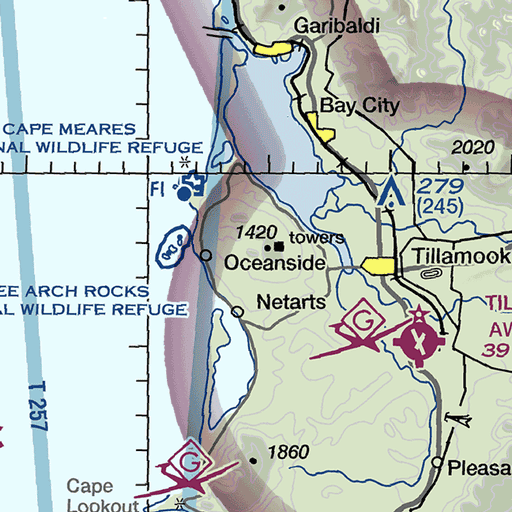 Garibaldi
Bay City
CAPE MEARES
NAL WILDLIFE REFUGE
2020
Fl
279
(245)
1420
towers
Oceanside
Tillamook
EE ARCH ROCKS
AL WILDLIFE REFUGE
Netarts
TIL
AW
39
G
T 257
1860
G
Pleasa
Cape
Lookout